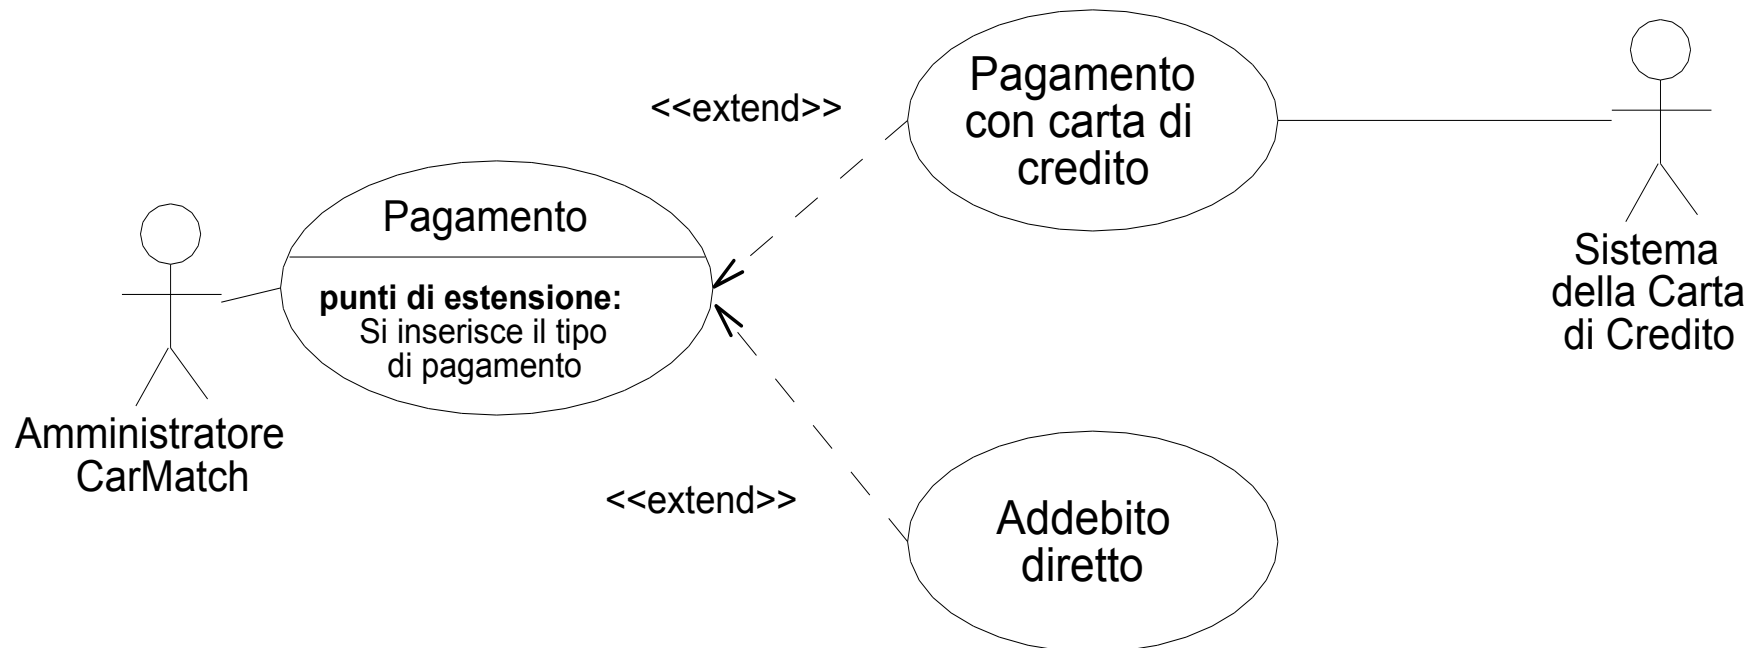 Pagamento
con carta di
credito
<<extend>>
Pagamento
punti di estensione:
Si inserisce il tipo
di pagamento
Sistema
della Carta
di Credito
Amministratore
CarMatch
<<extend>>
Addebito
diretto